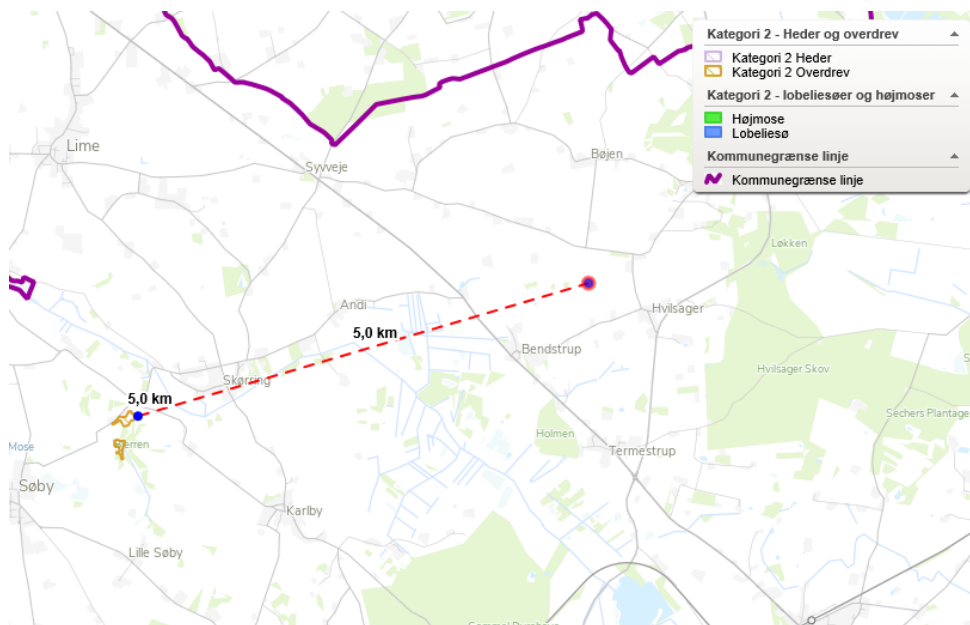 Kategori 2 - Heder og overdrev
Kategori 2 Heder
Kategori 2 Overdrev
Kategori 2 - lobeliesøer og højmoser
Højmose
Lobeliesø
Kommunegrænse linje
Kommunegrænse linje
Lime
Syvveje
Bøjen
Løkken
Andi
5,0 km
Hvilsager
Bendstrup
Hvilsager Skov
Skørring
5,0 km
Sechers Plantage
Holmen
Mose
Termestrup
Søby
Karlby
Lille Søby